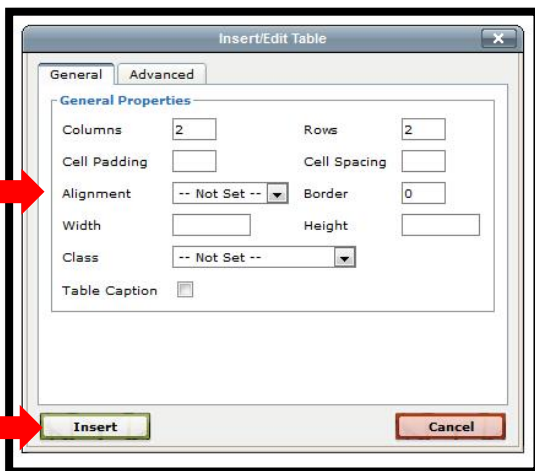 Insert/Edit Table
General Advanced
General Properties
Columns 2 Rows 2
Cell Padding Cell Spacing
Alignment -- Not Set -- Border 0
Width Height
Class -- Not Set --
Table Caption
Insert Cancel